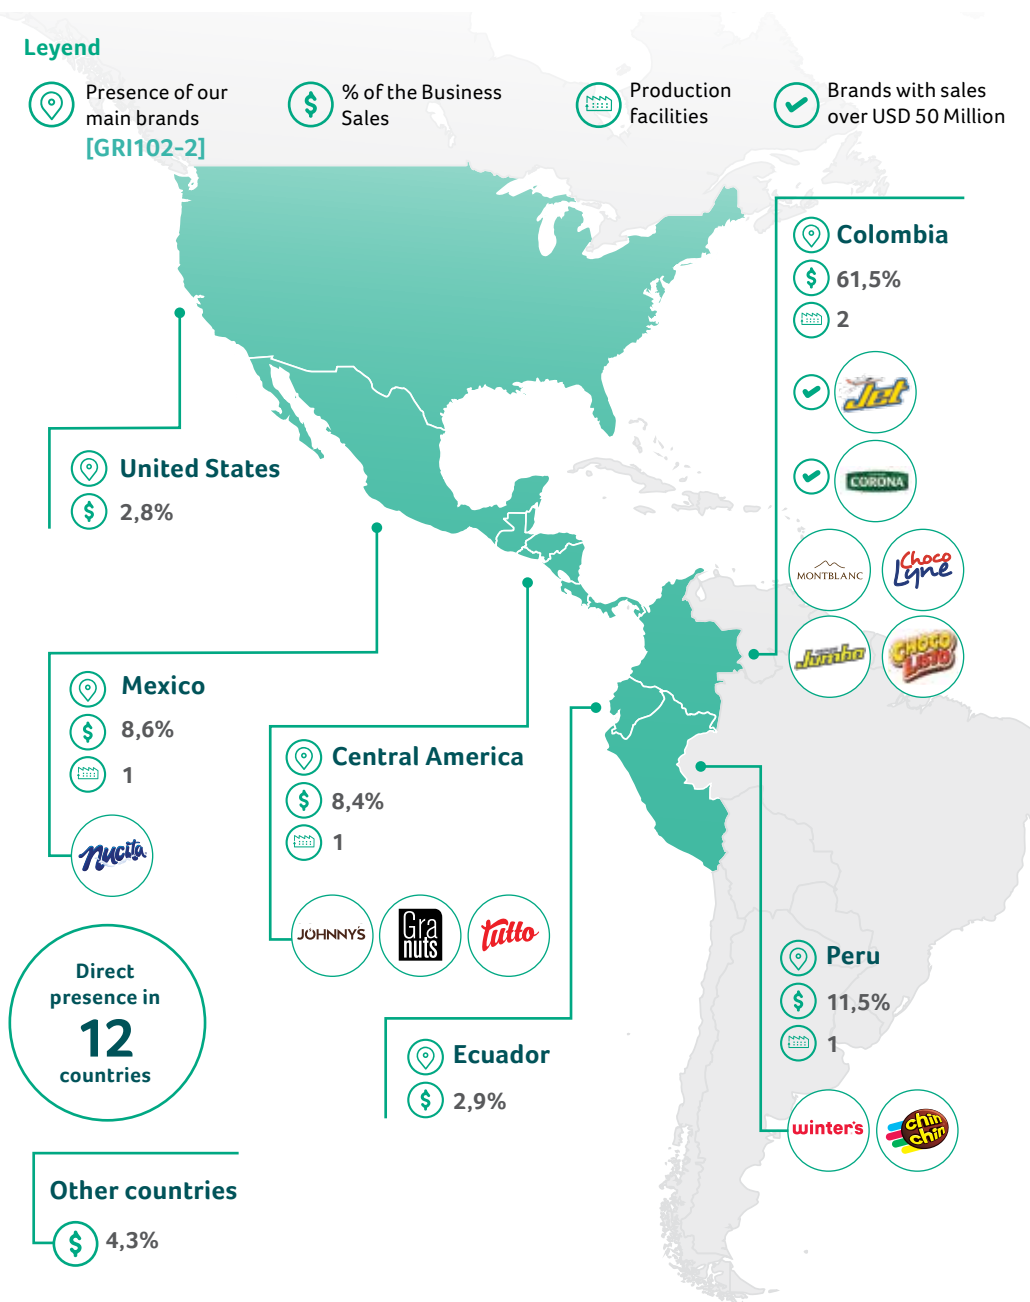 Leyend
Presence of our
main brands
[GRI102-2]
% of the Business
Sales
Production
facilities
Brands with sales
over USD 50 Million
Colombia
61,5%
2
Jet
CORONA
MONTBLANC
Choco
Lyne
Jumbo
CHOCO
LISTO
United States
2,8%
Mexico
8,6%
1
Nucita
Central America
8,4%
1
JOHNNY'S
Gra
nuts
Tutto
Direct
presence in
12
countries
Ecuador
2,9%
Peru
11,5%
1
winter's
chin
chin
Other countries
4,3%